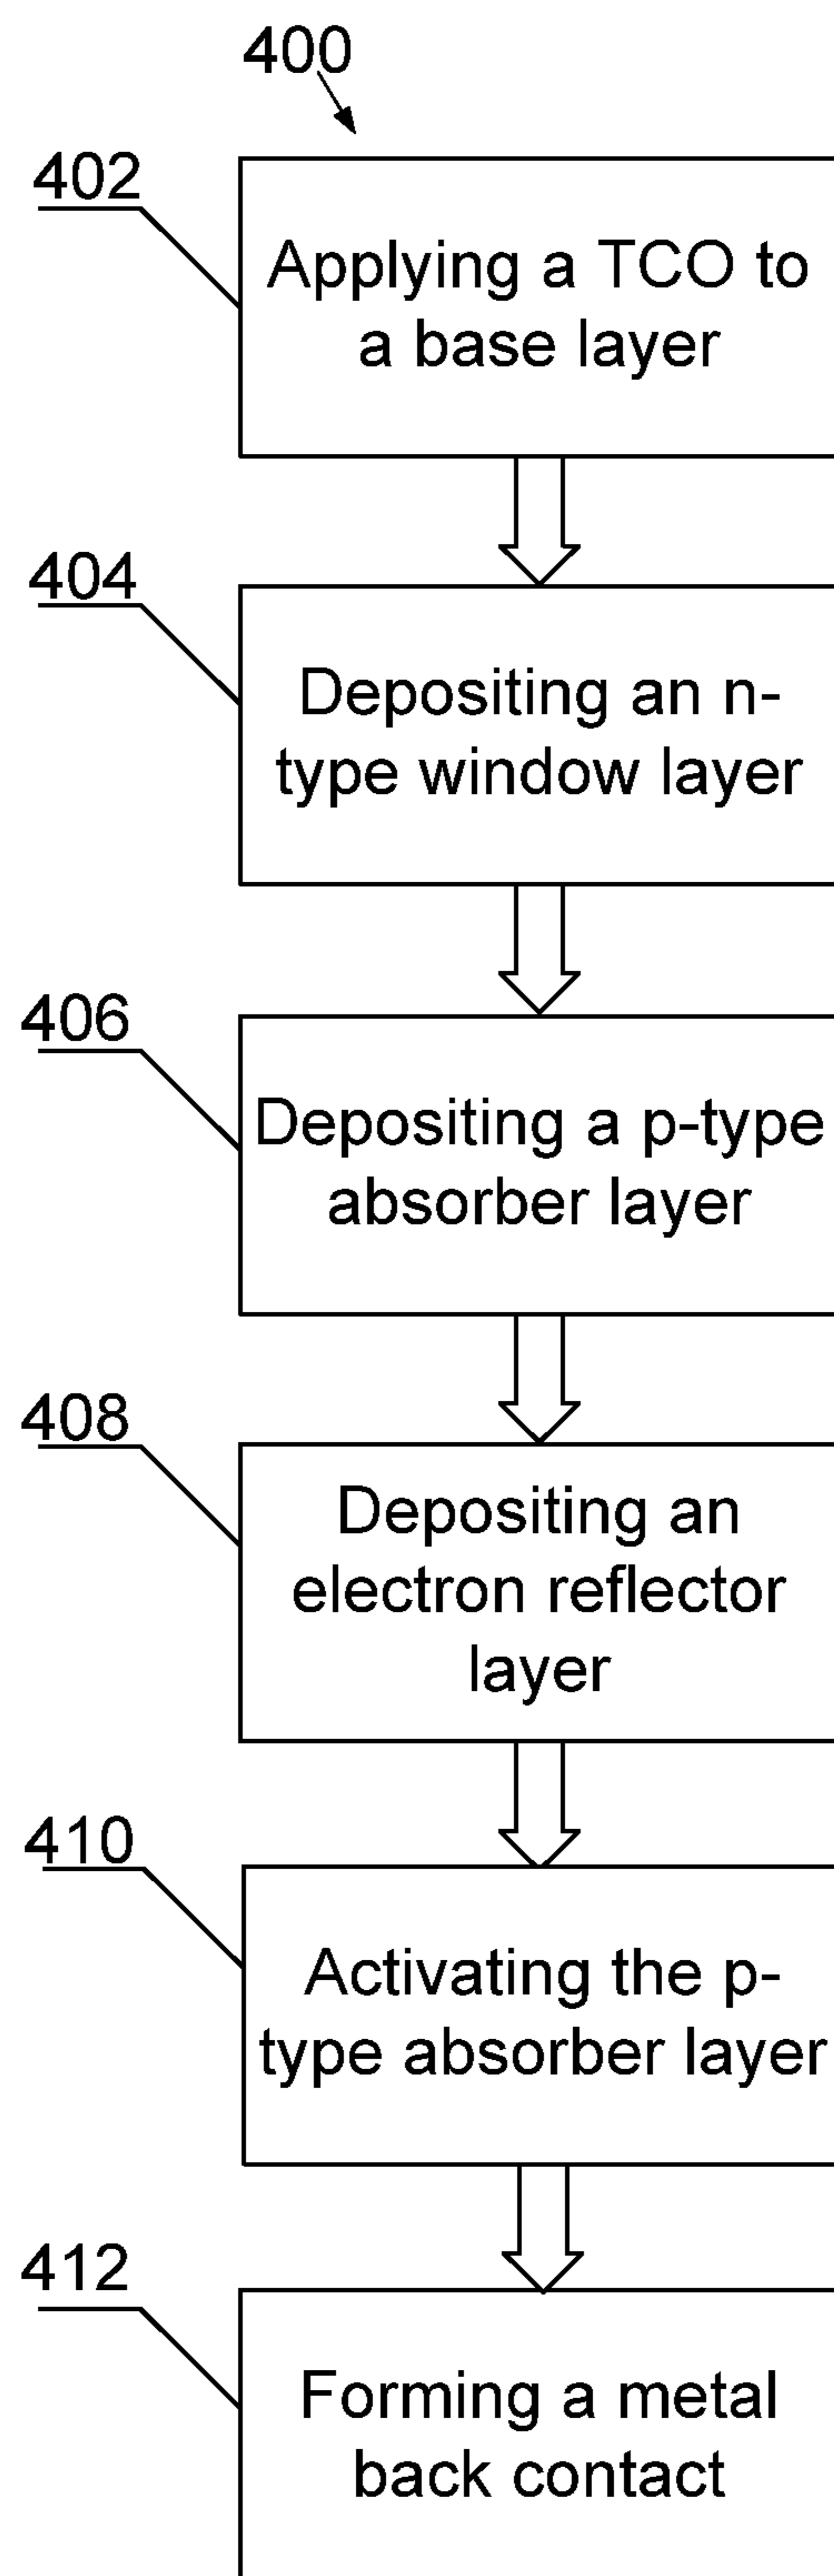 400
402
Applying a TCO to
a base layer
404
Depositing an n-
type window layer
406
Depositing a p-type
absorber layer
408
Depositing an
electron reflector
layer
410
Activating the p-
type absorber layer
412
Forming a metal
back contact